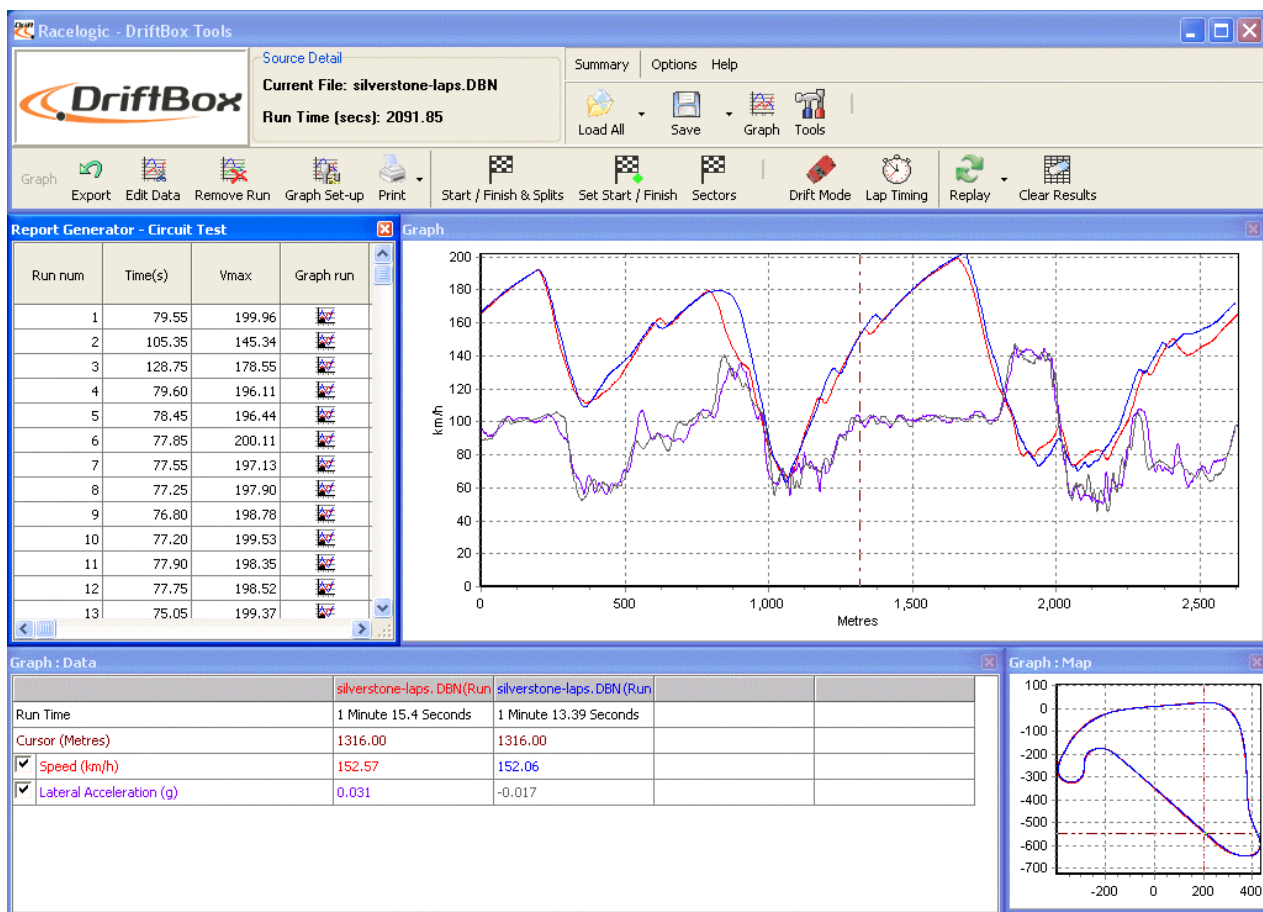 Racelogic - DriftBox Tools
DriftBox
Source Detail
Current File: silverstone-laps.DBN
Run Time (secs): 2091.85
Summary Options Help
Load All Save Graph Tools
Graph Export Edit Data Remove Run Graph Set-up Print Start / Finish & Splits Set Start / Finish Sectors Drift Mode Lap Timing Replay Clear Results
Report Generator - Circuit Test
Run num Time(s) Vmax Graph run
1 79.55 199.96
2 105.35 145.34
3 128.75 178.55
4 79.60 196.11
5 78.45 196.44
6 77.85 200.11
7 77.55 197.13
8 77.25 197.90
9 76.80 198.78
10 77.20 199.53
11 77.90 198.35
12 77.75 198.52
13 75.05 199.37
Graph
200
180
160
140
120
100
80
60
40
20
0
km/h
0 500 1,000 1,500 2,000 2,500
Metres
Graph : Data
silverstone-laps.DBN(Run silverstone-laps.DBN(Run
Run Time 1 Minute 15.4 Seconds 1 Minute 13.39 Seconds
Cursor (Metres) 1316.00 1316.00
Speed (km/h) 152.57 152.06
Lateral Acceleration (g) 0.031 -0.017
Graph : Map
100
0
-100
-200
-300
-400
-500
-600
-700
-200 0 200 400